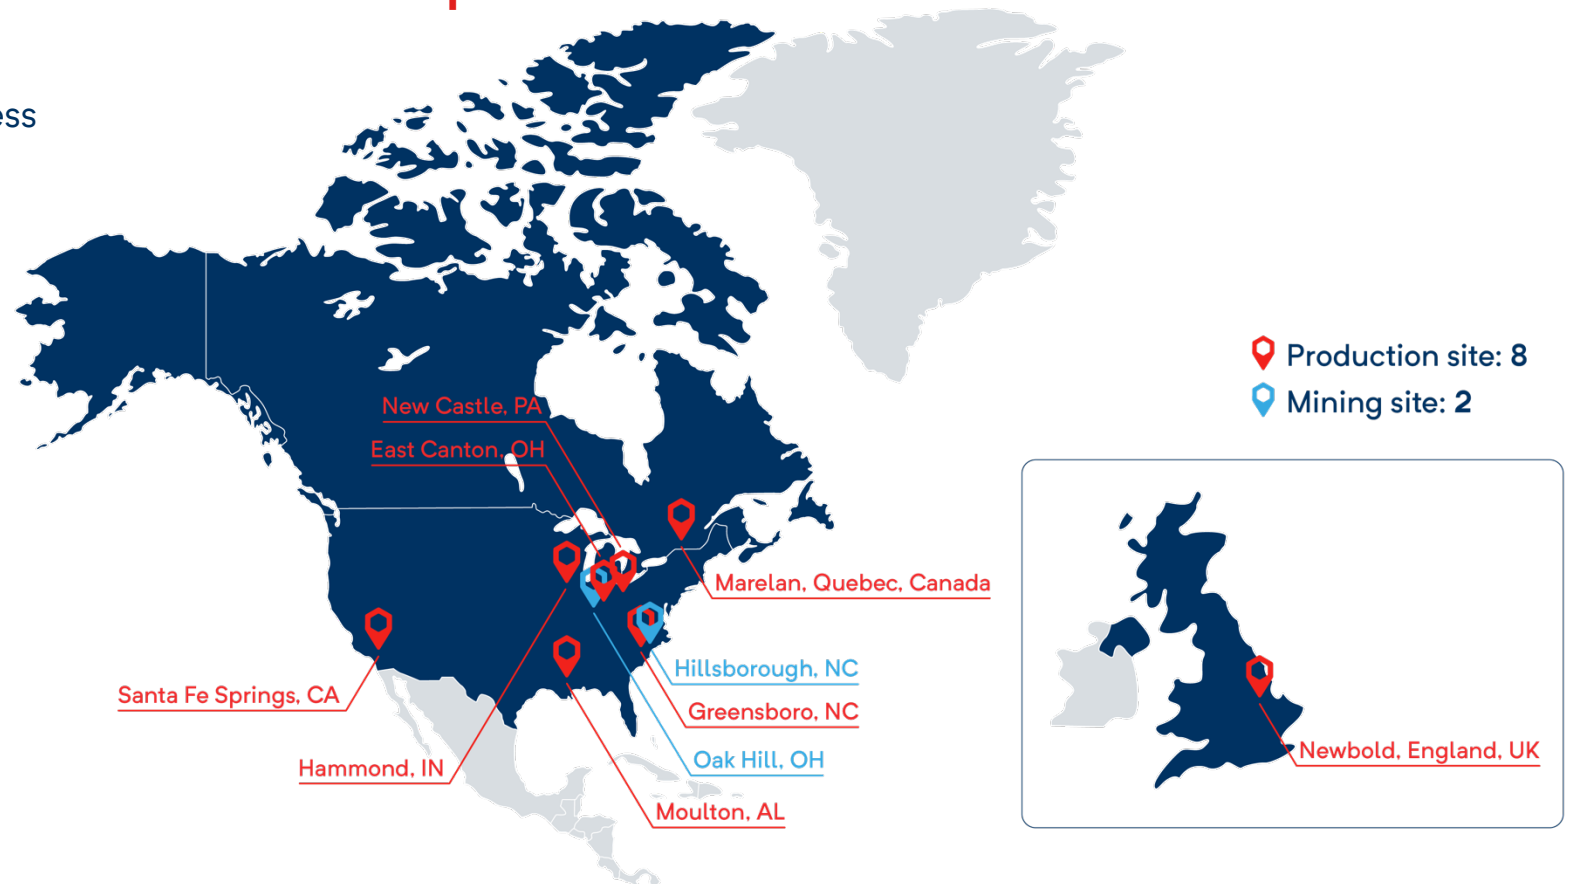 ess
Production site: 8
Mining site: 2
New Castle, PA
East Canton, OH
Marelan, Quebec, Canada
Hillsborough, NC
Santa Fe Springs, CA
Greensboro, NC
Hammond, IN
Oak Hill, OH
Moulton, AL
Newbold, England, UK